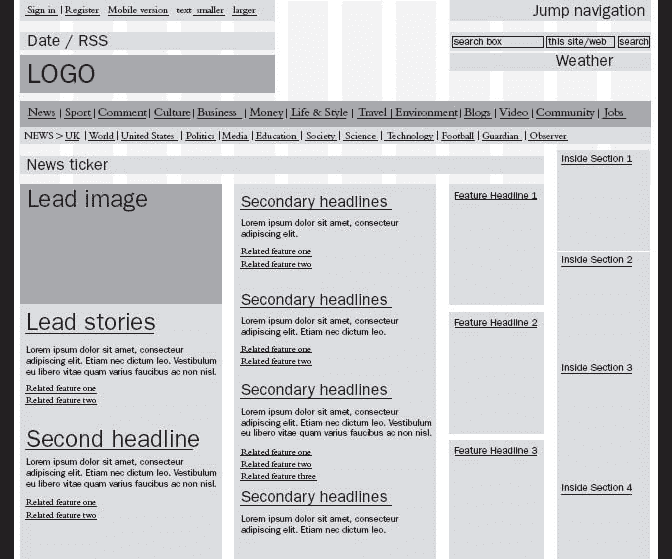 Sign in | Register Mobile version text smaller larger
Jump navigation
Date / RSS
search box this site/web search
Weather
LOGO
News | Sport | Comment | Culture | Business | Money | Life & Style | Travel | Environment | Blogs | Video | Community | Jobs
NEWS > UK | World | United States | Politics | Media | Education | Society | Science | Technology | Football | Guardian | Observer
News ticker
Lead image
Lead stories
Lorem ipsum dolor sit amet, consecteur
adipiscing elit. Etiam nec dictum leo. Vestibulum
eu libero vitae quam varius faucibus ac non nisl.
Related feature one
Related feature two
Second headline
Lorem ipsum dolor sit amet, consecteur
adipiscing elit. Etiam nec dictum leo. Vestibulum
eu libero vitae quam varius faucibus ac non nisl.
Related feature one
Related feature two
Secondary headlines
Lorem ipsum dolor sit amet, consecteur
adipiscing elit.
Related feature one
Related feature two
Secondary headlines
Lorem ipsum dolor sit amet, consecteur
adipiscing elit. Etiam nec dictum leo.
Related feature one
Related feature two
Secondary headlines
Lorem ipsum dolor sit amet, consecteur
adipiscing elit. Etiam nec dictum leo. Vestibulum
eu libero vitae quam varius faucibus ac non nisl.
Related feature one
Related feature two
Related feature three
Secondary headlines
Lorem ipsum dolor sit amet, consecteur
adipiscing elit. Etiam nec dictum leo.
Feature Headline 1
Feature Headline 2
Feature Headline 3
Inside Section 1
Inside Section 2
Inside Section 3
Inside Section 4